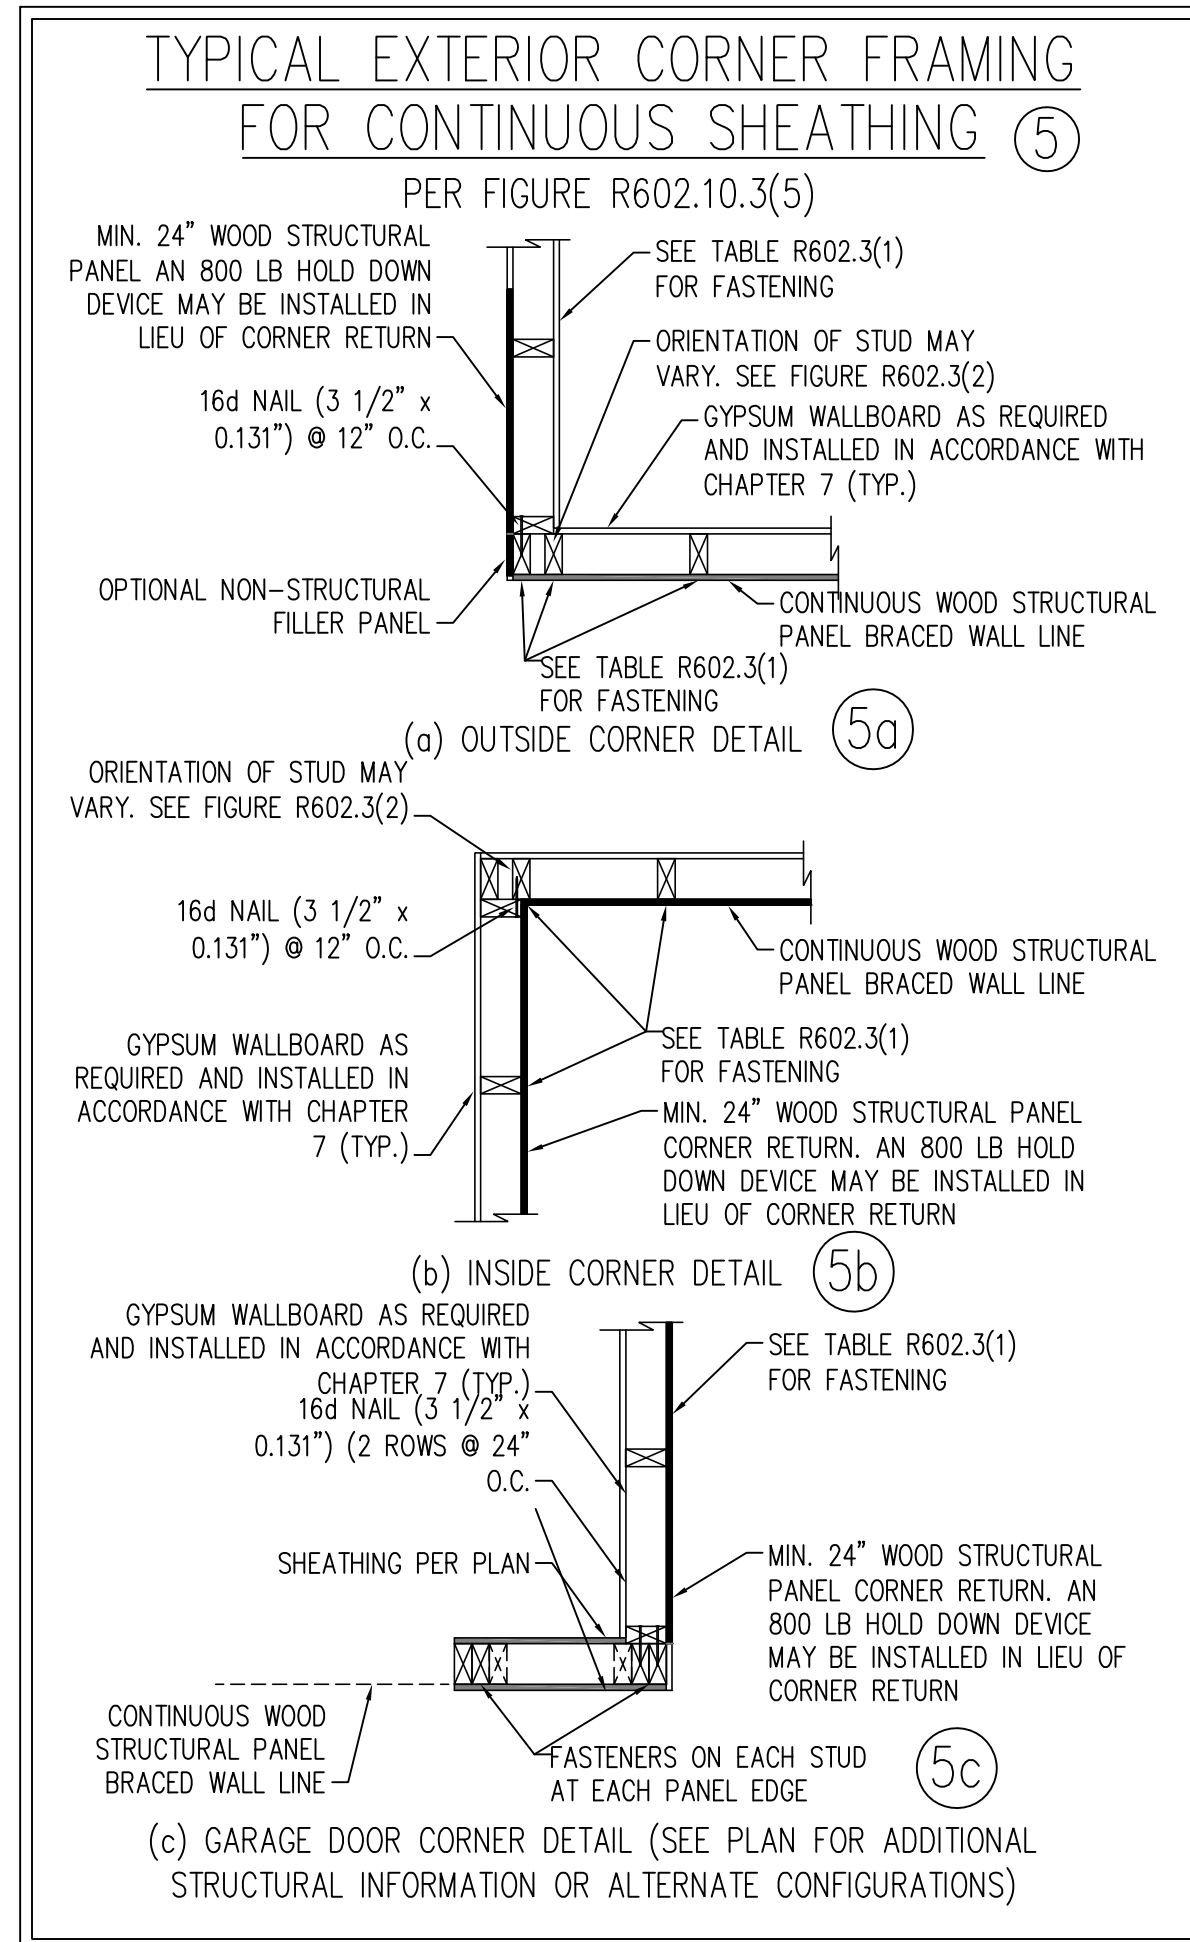 TYPICAL EXTERIOR CORNER FRAMING
FOR CONTINUOUS SHEATHING 5
PER FIGURE R602.10.3(5)
MIN. 24” WOOD STRUCTURAL
PANEL AN 800 LB HOLD DOWN
DEVICE MAY BE INSTALLED IN
LIEU OF CORNER RETURN
16d NAIL (3 1/2” x
0.131”) @ 12” O.C.
OPTIONAL NON-STRUCTURAL
FILLER PANEL
SEE TABLE R602.3(1)
FOR FASTENING
ORIENTATION OF STUD MAY
VARY. SEE FIGURE R602.3(2)
GYPSUM WALLBOARD AS REQUIRED
AND INSTALLED IN ACCORDANCE WITH
CHAPTER 7 (TYP.)
CONTINUOUS WOOD STRUCTURAL
PANEL BRACED WALL LINE
SEE TABLE R602.3(1)
FOR FASTENING
(a) OUTSIDE CORNER DETAIL 5a
ORIENTATION OF STUD MAY
VARY. SEE FIGURE R602.3(2)
16d NAIL (3 1/2” x
0.131”) @ 12” O.C.
GYPSUM WALLBOARD AS
REQUIRED AND INSTALLED IN
ACCORDANCE WITH CHAPTER
7 (TYP.)
CONTINUOUS WOOD STRUCTURAL
PANEL BRACED WALL LINE
SEE TABLE R602.3(1)
FOR FASTENING
MIN. 24” WOOD STRUCTURAL PANEL
CORNER RETURN. AN 800 LB HOLD
DOWN DEVICE MAY BE INSTALLED IN
LIEU OF CORNER RETURN
(b) INSIDE CORNER DETAIL 5b
GYPSUM WALLBOARD AS REQUIRED
AND INSTALLED IN ACCORDANCE WITH
CHAPTER 7 (TYP.)
16d NAIL (3 1/2” x
0.131”) (2 ROWS @ 24”
O.C.
SHEATHING PER PLAN
CONTINUOUS WOOD
STRUCTURAL PANEL
BRACED WALL LINE
SEE TABLE R602.3(1)
FOR FASTENING
MIN. 24” WOOD STRUCTURAL
PANEL CORNER RETURN. AN
800 LB HOLD DOWN DEVICE
MAY BE INSTALLED IN LIEU OF
CORNER RETURN
FASTENERS ON EACH STUD
AT EACH PANEL EDGE
5c
(c) GARAGE DOOR CORNER DETAIL (SEE PLAN FOR ADDITIONAL
STRUCTURAL INFORMATION OR ALTERNATE CONFIGURATIONS)